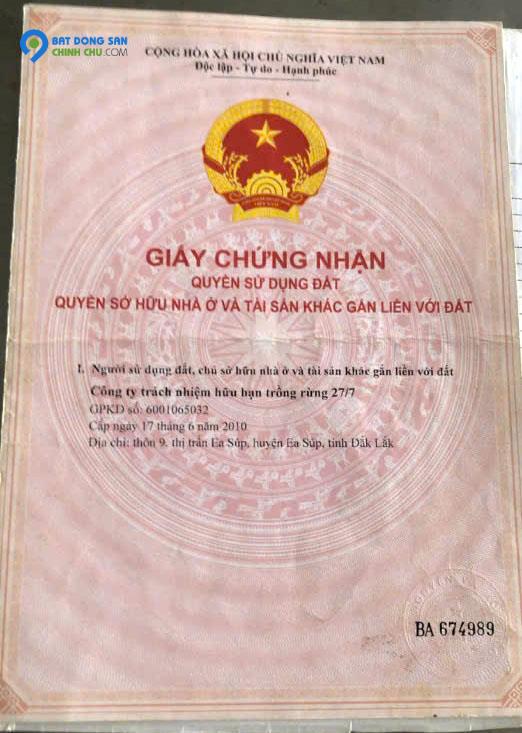 BAT DONG SAN
CHINH CHU.COM
CỘNG HÒA XÃ HỘI CHỦ NGHĨA VIỆT NAM
Độc lập - Tự do - Hạnh phúc
VIỆT NAM
GIẤY CHỨNG NHẬN
QUYỀN SỬ DỤNG ĐẤT
QUYỀN SỞ HỮU NHÀ Ở VÀ TÀI SẢN KHÁC GẮN LIỀN VỚI ĐẤT
I. Người sử dụng đất, chủ sở hữu nhà ở và tài sản khác gắn liền với đất
Công ty trách nhiệm hữu hạn trồng rừng 27/7
GPKD số: 6001065032
Cấp ngày 17 tháng 6 năm 2010
Địa chỉ: thôn 9, thị trấn Ea Súp, huyện Ea Súp, tỉnh Đắk Lắk
BA 674989